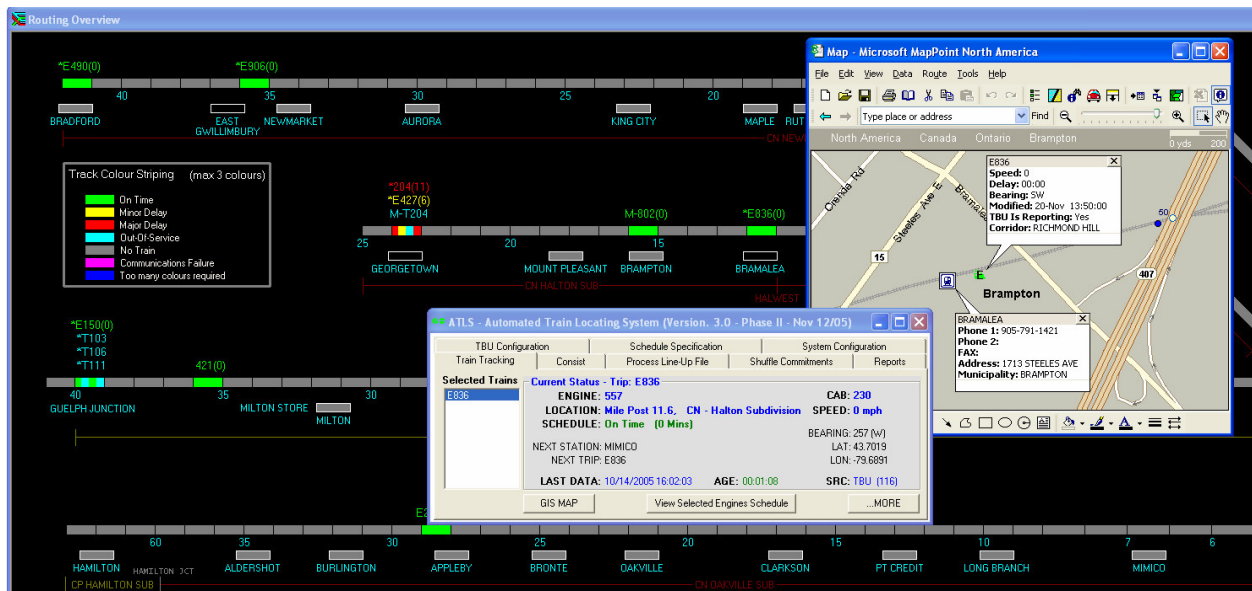 Routing Overview
*E490(0) *E906(0)
40 35 30 25 20
BRADFORD EAST GWILLIMBURY NEWMARKET AURORA KING CITY MAPLE RUT
CN NEW
Track Colour Striping (max 3 colours)
On Time
Minor Delay
Major Delay
Out-Of-Service
No Train
Communications Failure
Too many colours required
*204(11)
*E427(6)
M-T204 M-802(0) *E836(0)
25 20 15
GEORGETOWN MOUNT PLEASANT BRAMPTON BRAMALEA
CN HALTON SUB
HALWEST
*E150(0)
*T103
*T106
*T111 421(0)
40 35 30
GUELPH JUNCTION MILTON STORE MILTON
E2
60 35 30 25 20 15 10 7 6
HAMILTON HAMILTON JCT ALDERSHOT BURLINGTON APPLEBY BRONTE OAKVILLE CLARKSON PT CREDIT LONG BRANCH MIMICO
CP HAMILTON SUB CN OAKVILLE SUB
Map - Microsoft MapPoint North America
File Edit View Data Route Tools Help
Type place or address Find
North America Canada Ontario Brampton 0 yds 200
E836
Speed: 0
Delay: 00:00
Bearing: SW
Modified: 20-Nov 13:50:00
TBU Is Reporting: Yes
Corridor: RICHMOND HILL
Steeles Ave E
50
15
407
E
Brampton
BRAMALEA
Phone 1: 905-791-1421
Phone 2:
FAX:
Address: 1713 STEELES AVE
Municipality: BRAMPTON
ATLS - Automated Train Locating System (Version. 3.0 - Phase II - Nov 12/05)
TBU Configuration Schedule Specification System Configuration
Train Tracking Consist Process Line-Up File Shuffle Commitments Reports
Selected Trains
E836
Current Status - Trip: E836
ENGINE: 557 CAB: 230
LOCATION: Mile Post 11.6, CN - Halton Subdivision SPEED: 0 mph
SCHEDULE: On Time (0 Mins)
BEARING: 257 (W)
NEXT STATION: MIMICO LAT: 43.7019
NEXT TRIP: E836 LON: -79.6891
LAST DATA: 10/14/2005 16:02:03 AGE: 00:01:08 SRC: TBU (116)
GIS MAP View Selected Engines Schedule ...MORE